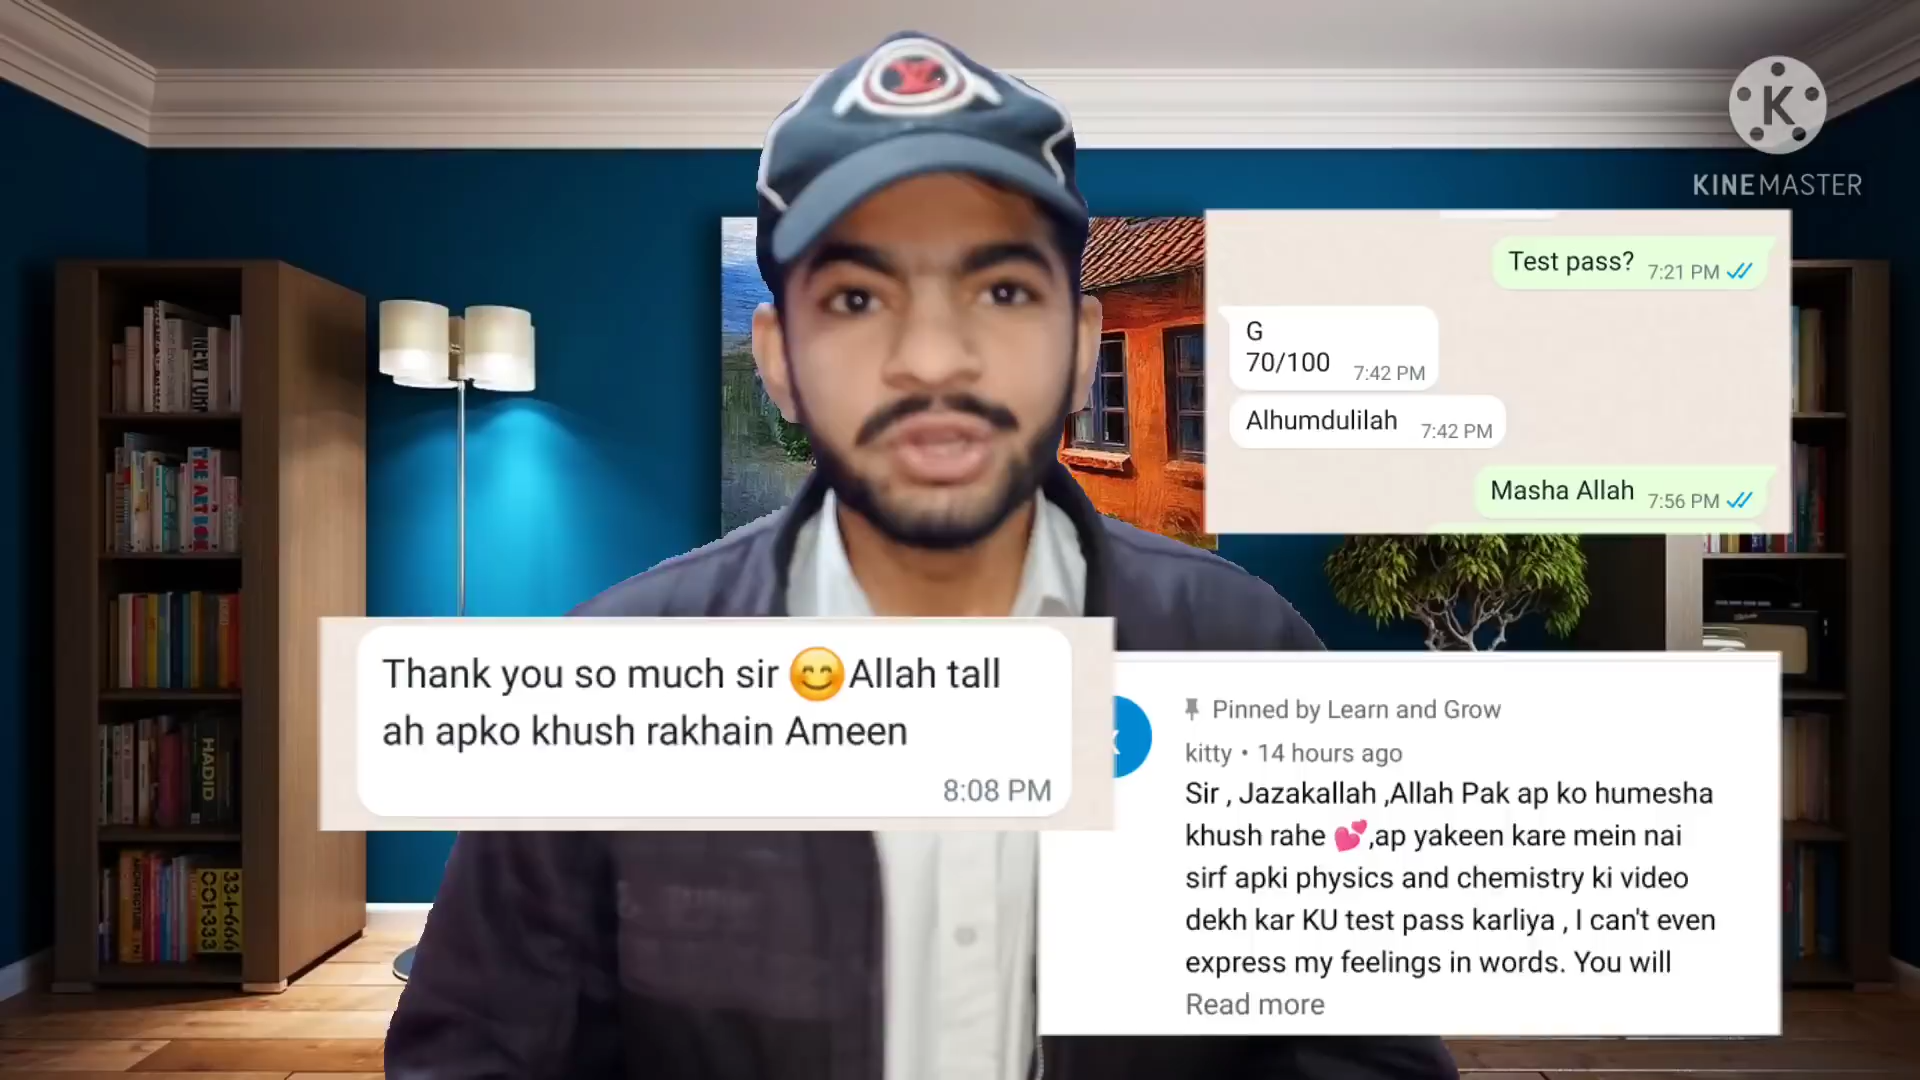 KINEMASTER
Test pass? 7:21 PM
G
70/100 7:42 PM
Alhumdulilah 7:42 PM
Masha Allah 7:56 PM
Thank you so much sir 😊Allah tall
ah apko khush rakhain Ameen
8:08 PM
Pinned by Learn and Grow
kitty • 14 hours ago
Sir , Jazakallah ,Allah Pak ap ko humesha
khush rahe 💕,ap yakeen kare mein nai
sirf apki physics and chemistry ki video
dekh kar KU test pass karliya , I can't even
express my feelings in words. You will
Read more
HADID